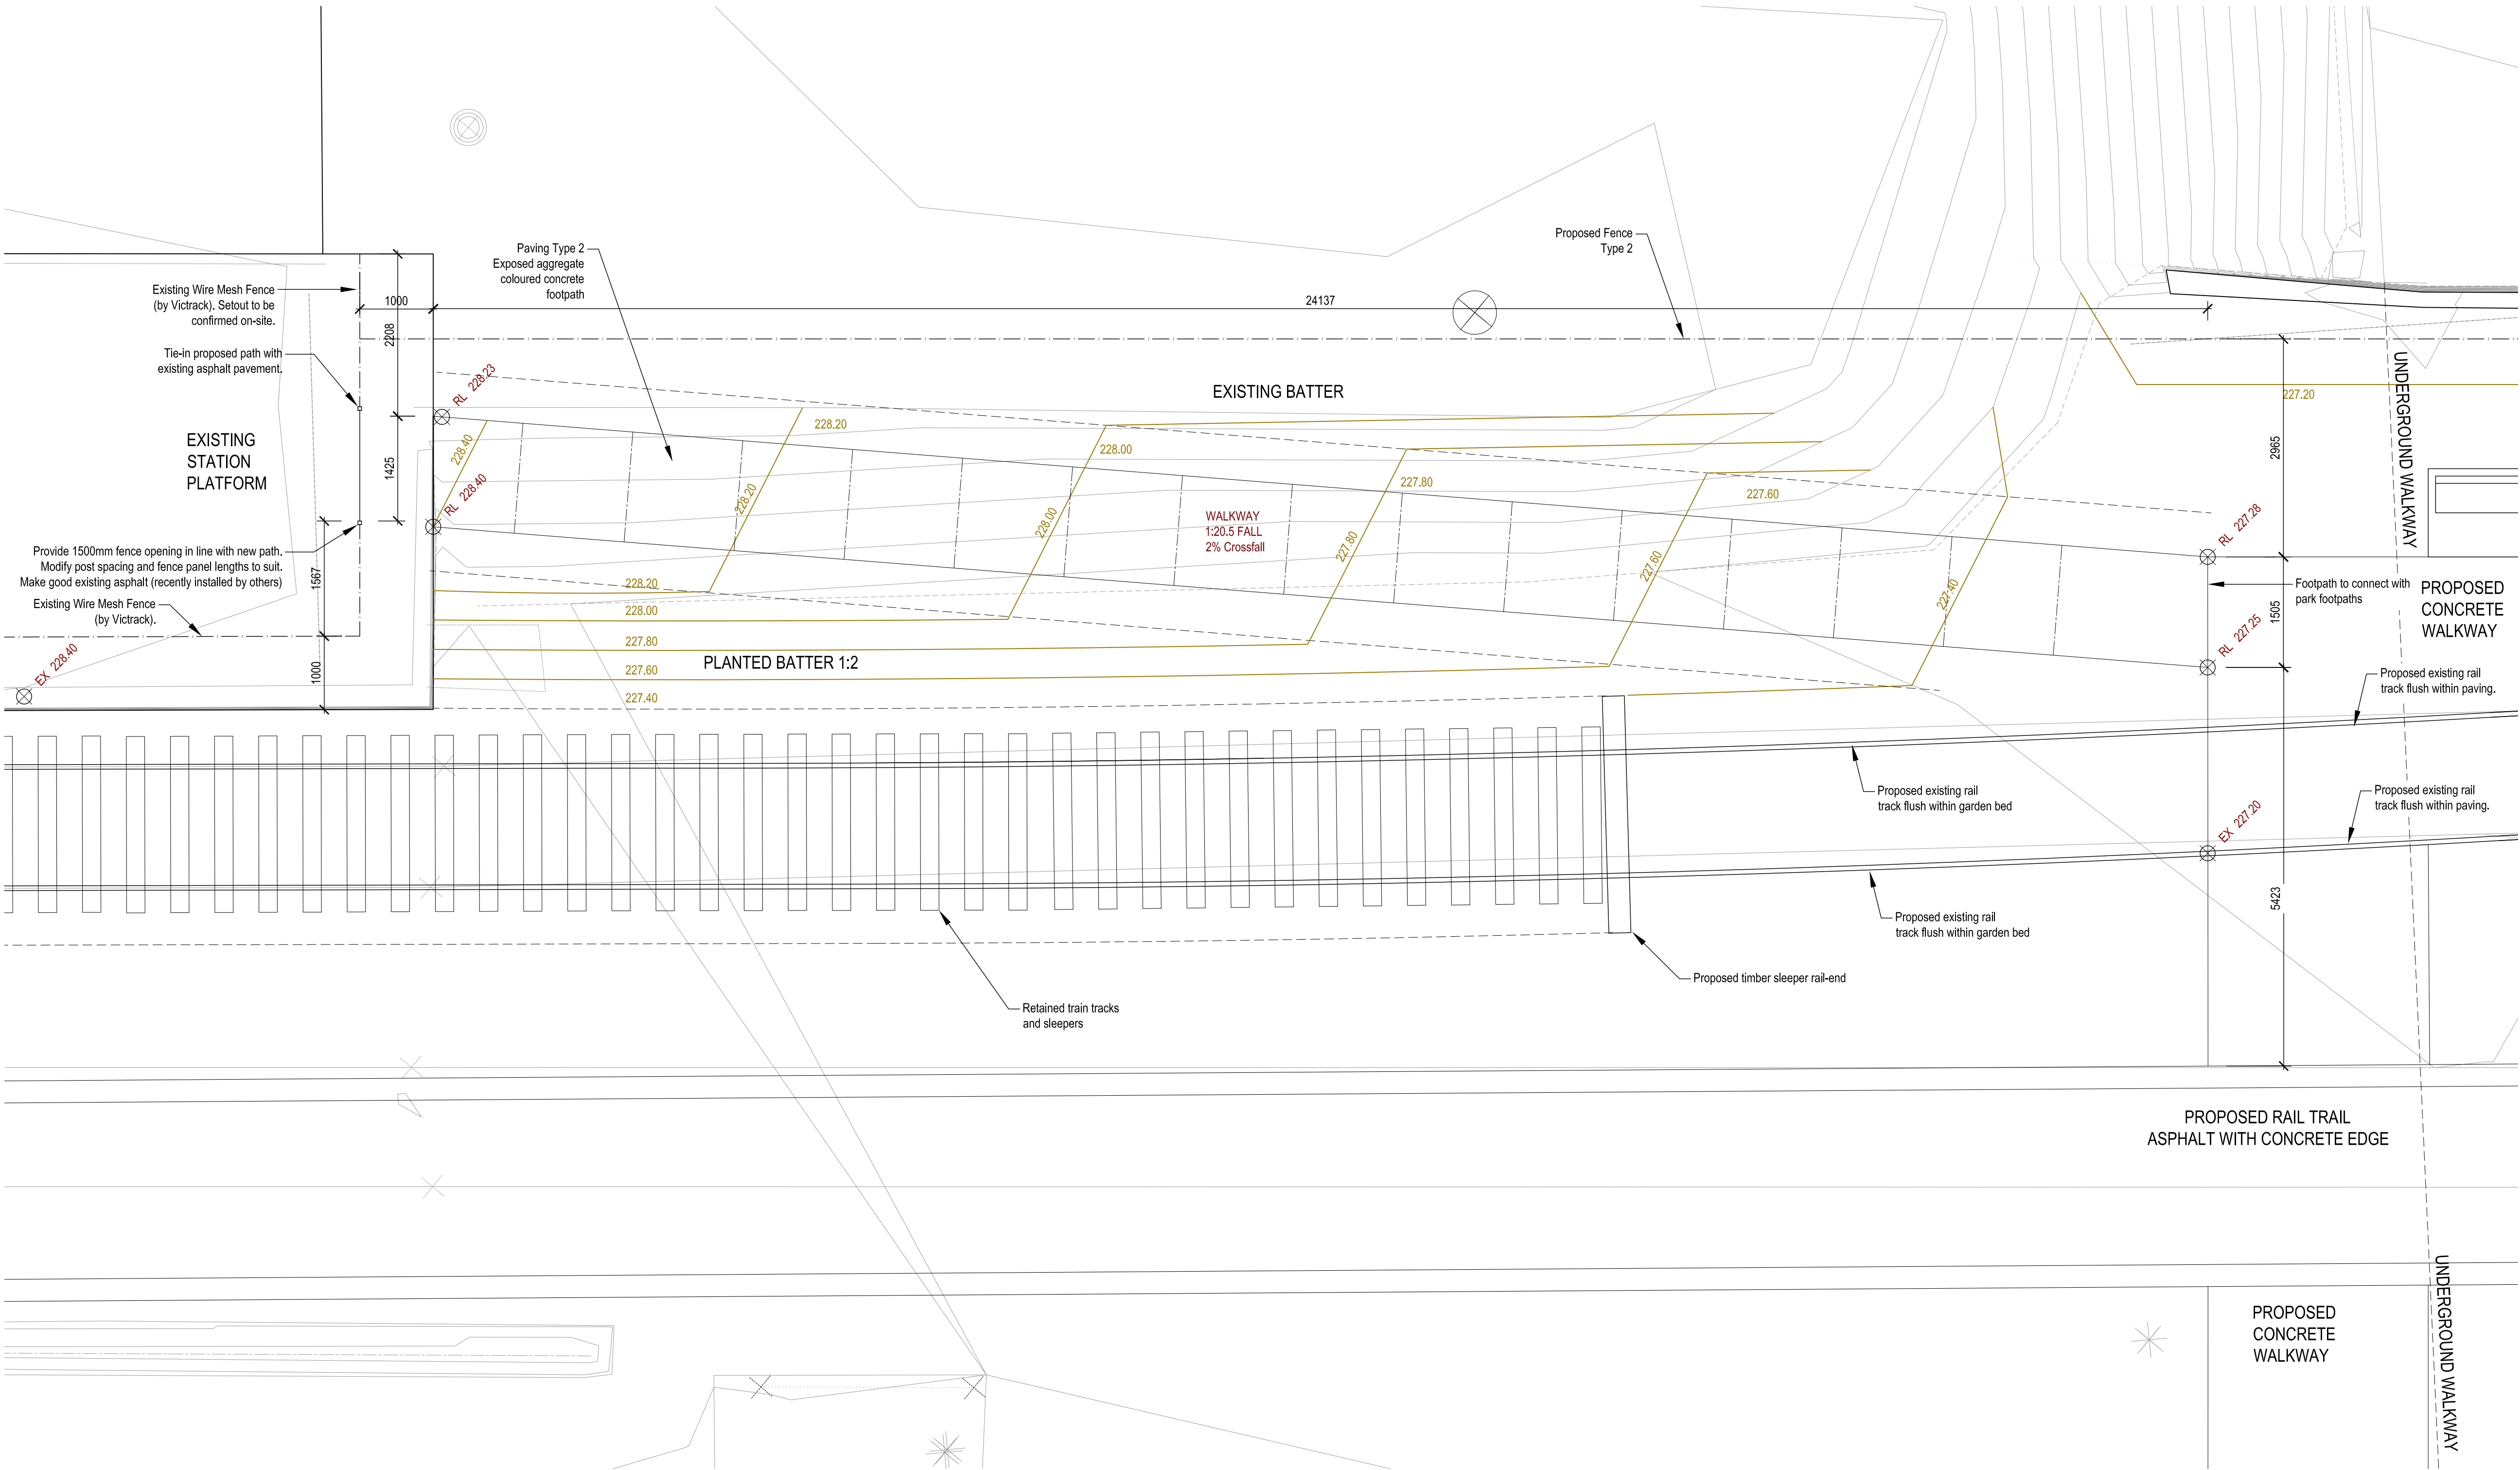 Paving Type 2
Exposed aggregate
coloured concrete
footpath
Proposed Fence
Type 2
Existing Wire Mesh Fence
(by Victrack). Setout to be
confirmed on-site.
1000
24137
2208
Tie-in proposed path with
existing asphalt pavement.
RL 228.23
EXISTING BATTER
227.20
UNDERGROUND WALKWAY
EXISTING
STATION
PLATFORM
1425
228.40
228.20
228.00
227.80
227.60
2965
RL 228.40
228.20
228.00
227.80
227.60
227.40
WALKWAY
1:20.5 FALL
2% Crossfall
RL 227.28
Provide 1500mm fence opening in line with new path.
Modify post spacing and fence panel lengths to suit.
Make good existing asphalt (recently installed by others)
1567
Existing Wire Mesh Fence
(by Victrack).
228.20
228.00
227.80
227.60
227.40
PLANTED BATTER 1:2
Footpath to connect with
park footpaths
1505
PROPOSED
CONCRETE
WALKWAY
RL 227.25
EX 228.40
1000
Proposed existing rail
track flush within paving.
Proposed existing rail
track flush within garden bed
Proposed existing rail
track flush within paving.
EX 227.20
5423
Proposed existing rail
track flush within garden bed
Proposed timber sleeper rail-end
Retained train tracks
and sleepers
PROPOSED RAIL TRAIL
ASPHALT WITH CONCRETE EDGE
PROPOSED
CONCRETE
WALKWAY
UNDERGROUND WALKWAY